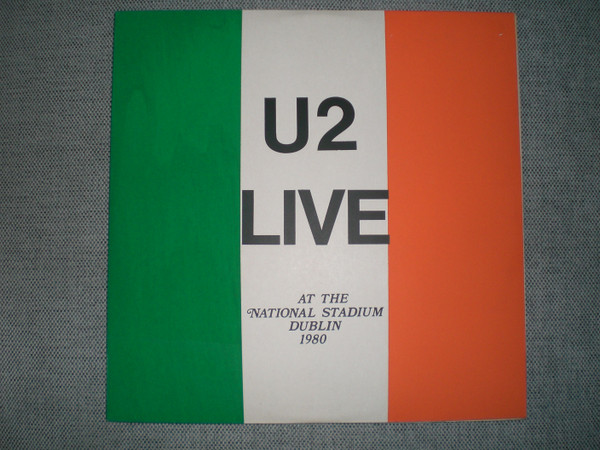 U2
LIVE
AT THE
NATIONAL STADIUM
DUBLIN
1980